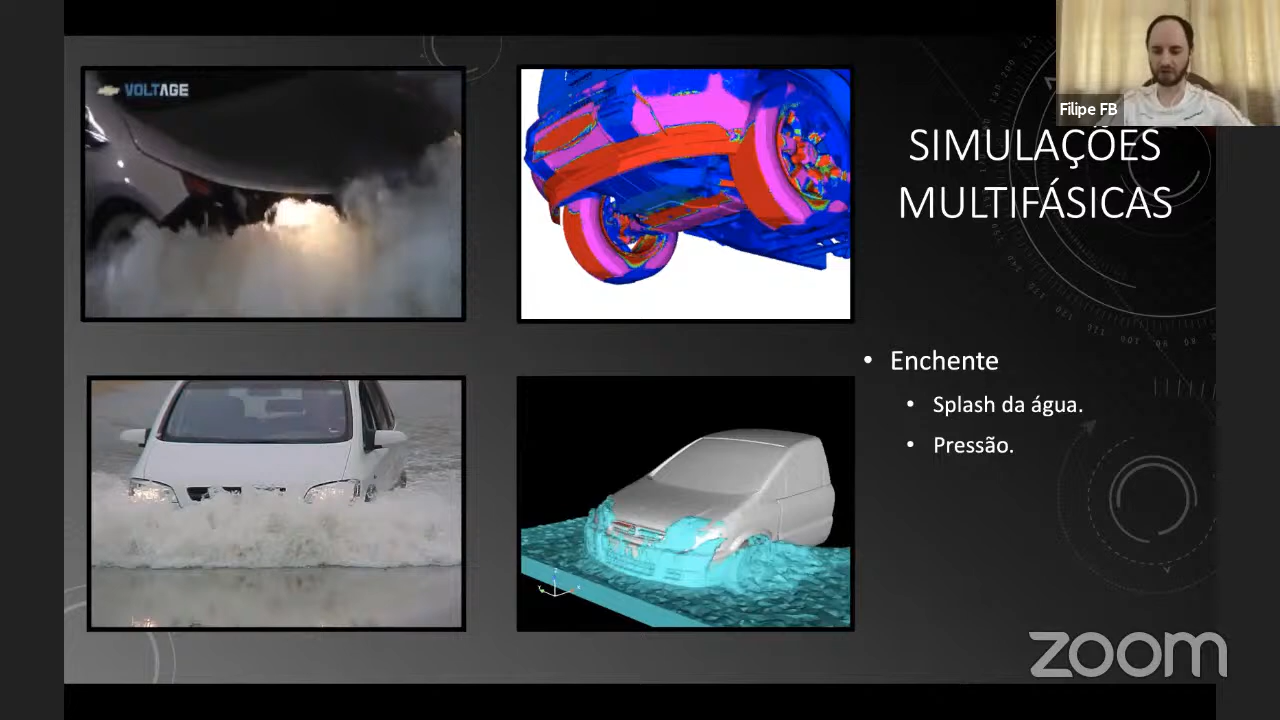 VOLTAGE
Filipe FB
SIMULAÇÕES
MULTIFÁSICAS
• Enchente
• Splash da água.
• Pressão.
zoom